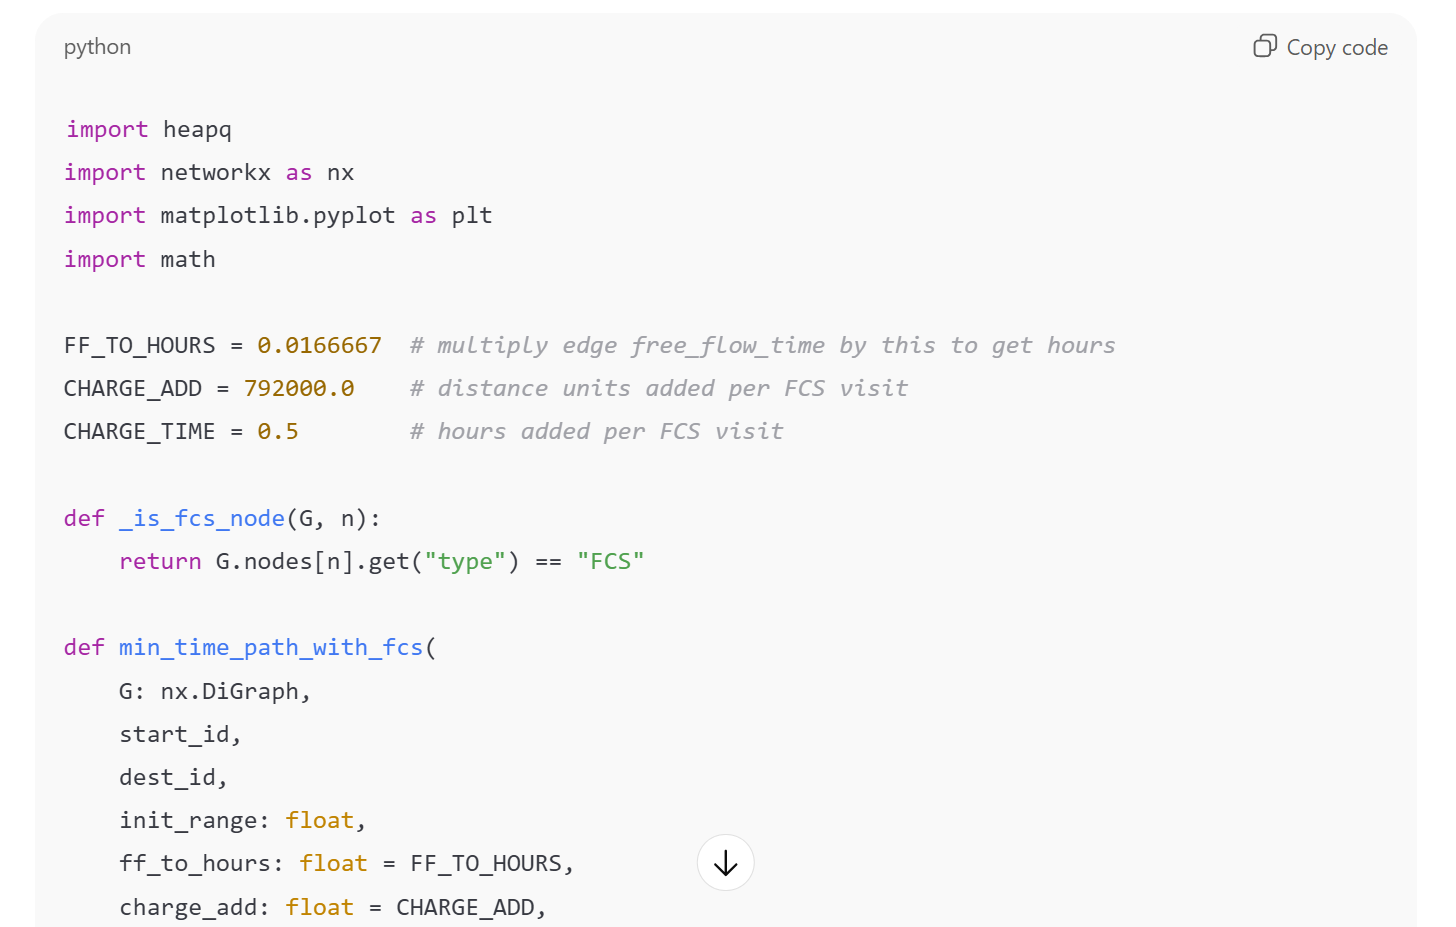 python
Copy code
import heapq
import networkx as nx
import matplotlib.pyplot as plt
import math
FF_TO_HOURS = 0.0166667  # multiply edge free_flow_time by this to get hours
CHARGE_ADD = 792000.0    # distance units added per FCS visit
CHARGE_TIME = 0.5        # hours added per FCS visit
def _is_fcs_node(G, n):
    return G.nodes[n].get("type") == "FCS"
def min_time_path_with_fcs(
    G: nx.DiGraph,
    start_id,
    dest_id,
    init_range: float,
    ff_to_hours: float = FF_TO_HOURS,
    charge_add: float = CHARGE_ADD,